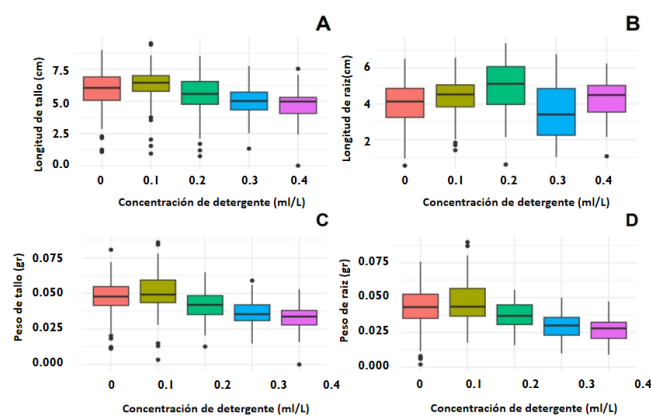 A
Longitud de tallo (cm)
7.5
5.0
2.5
0.0
0 0.1 0.2 0.3 0.4
Concentración de detergente (ml/L)
B
Longitud de raiz(cm)
6
4
2
0 0.1 0.2 0.3 0.4
Concentración de detergente (ml/L)
C
Peso de tallo (gr)
0.075
0.050
0.025
0.000
0 0.1 0.2 0.3 0.4
Concentración de detergente (ml/L)
D
Peso de raiz (gr)
0.075
0.050
0.025
0.000
0 0.1 0.2 0.3 0.4
Concentración de detergente (ml/L)